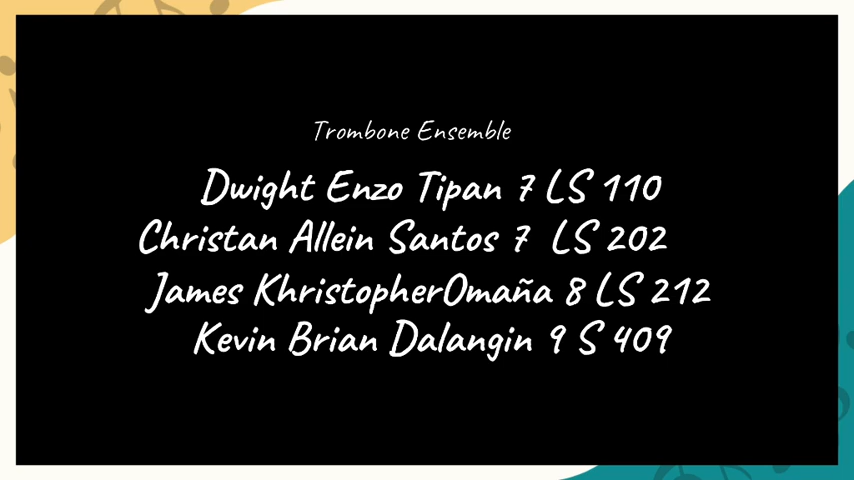 Trombone Ensemble
Dwight Enzo Tipan 7 LS 110
Christan Allein Santos 7 LS 202
James KhristopherOmaña 8 LS 212
Kevin Brian Dalangin 9 S 409